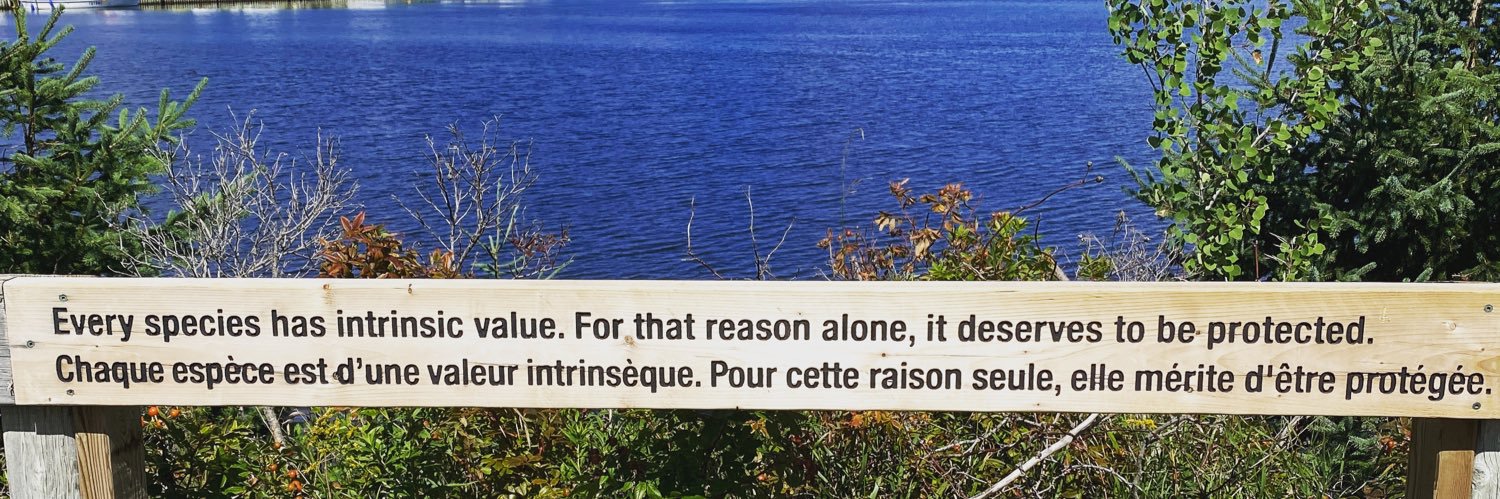 Every species has intrinsic value. For that reason alone, it deserves to be protected.
Chaque espèce est d'une valeur intrinsèque. Pour cette raison seule, elle mérite d'être protégée.